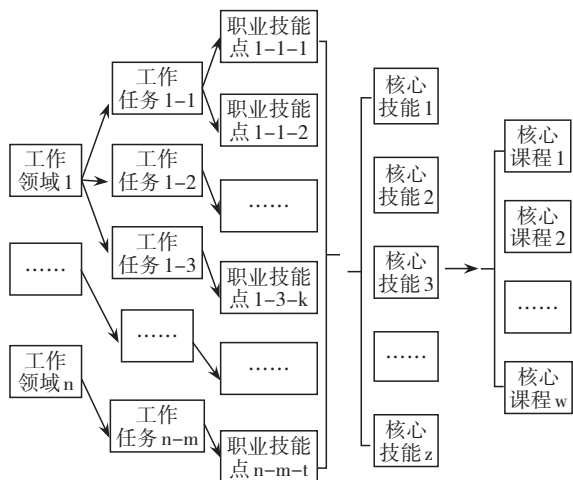 工作
领域1
……
工作
领域n
工作
任务1-1
工作
任务1-2
工作
任务1-3
……
工作
任务n-m
职业技能
点1-1-1
职业技能
点1-1-2
……
职业技能
点1-3-k
……
职业技能
点n-m-t
核心
技能1
核心
技能2
核心
技能3
……
核心
技能z
核心
课程1
核心
课程2
……
核心
课程w